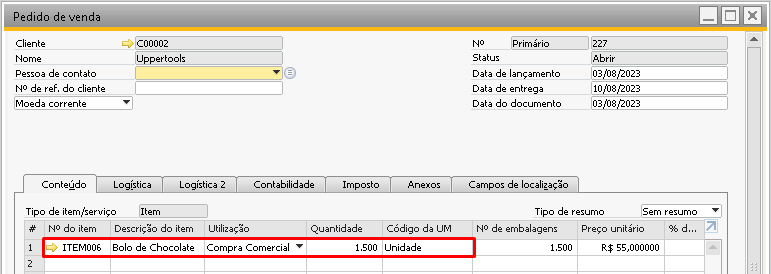 Pedido de venda
Cliente C00002 Nº Primário 227
Nome Uppertools Status Abrir
Pessoa de contato Data de lançamento 03/08/2023
Nº de ref. do cliente Data de entrega 10/08/2023
Moeda corrente Data do documento 03/08/2023
Conteúdo Logística Logística 2 Contabilidade Imposto Anexos Campos de localização
Tipo de item/serviço Item Tipo de resumo Sem resumo
# Nº do item Descrição do item Utilização Quantidade Código da UM Nº de embalagens Preço unitário % d...
1 ITEM006 Bolo de Chocolate Compra Comercial 1.500 Unidade 1.500 R$ 55,000000
2